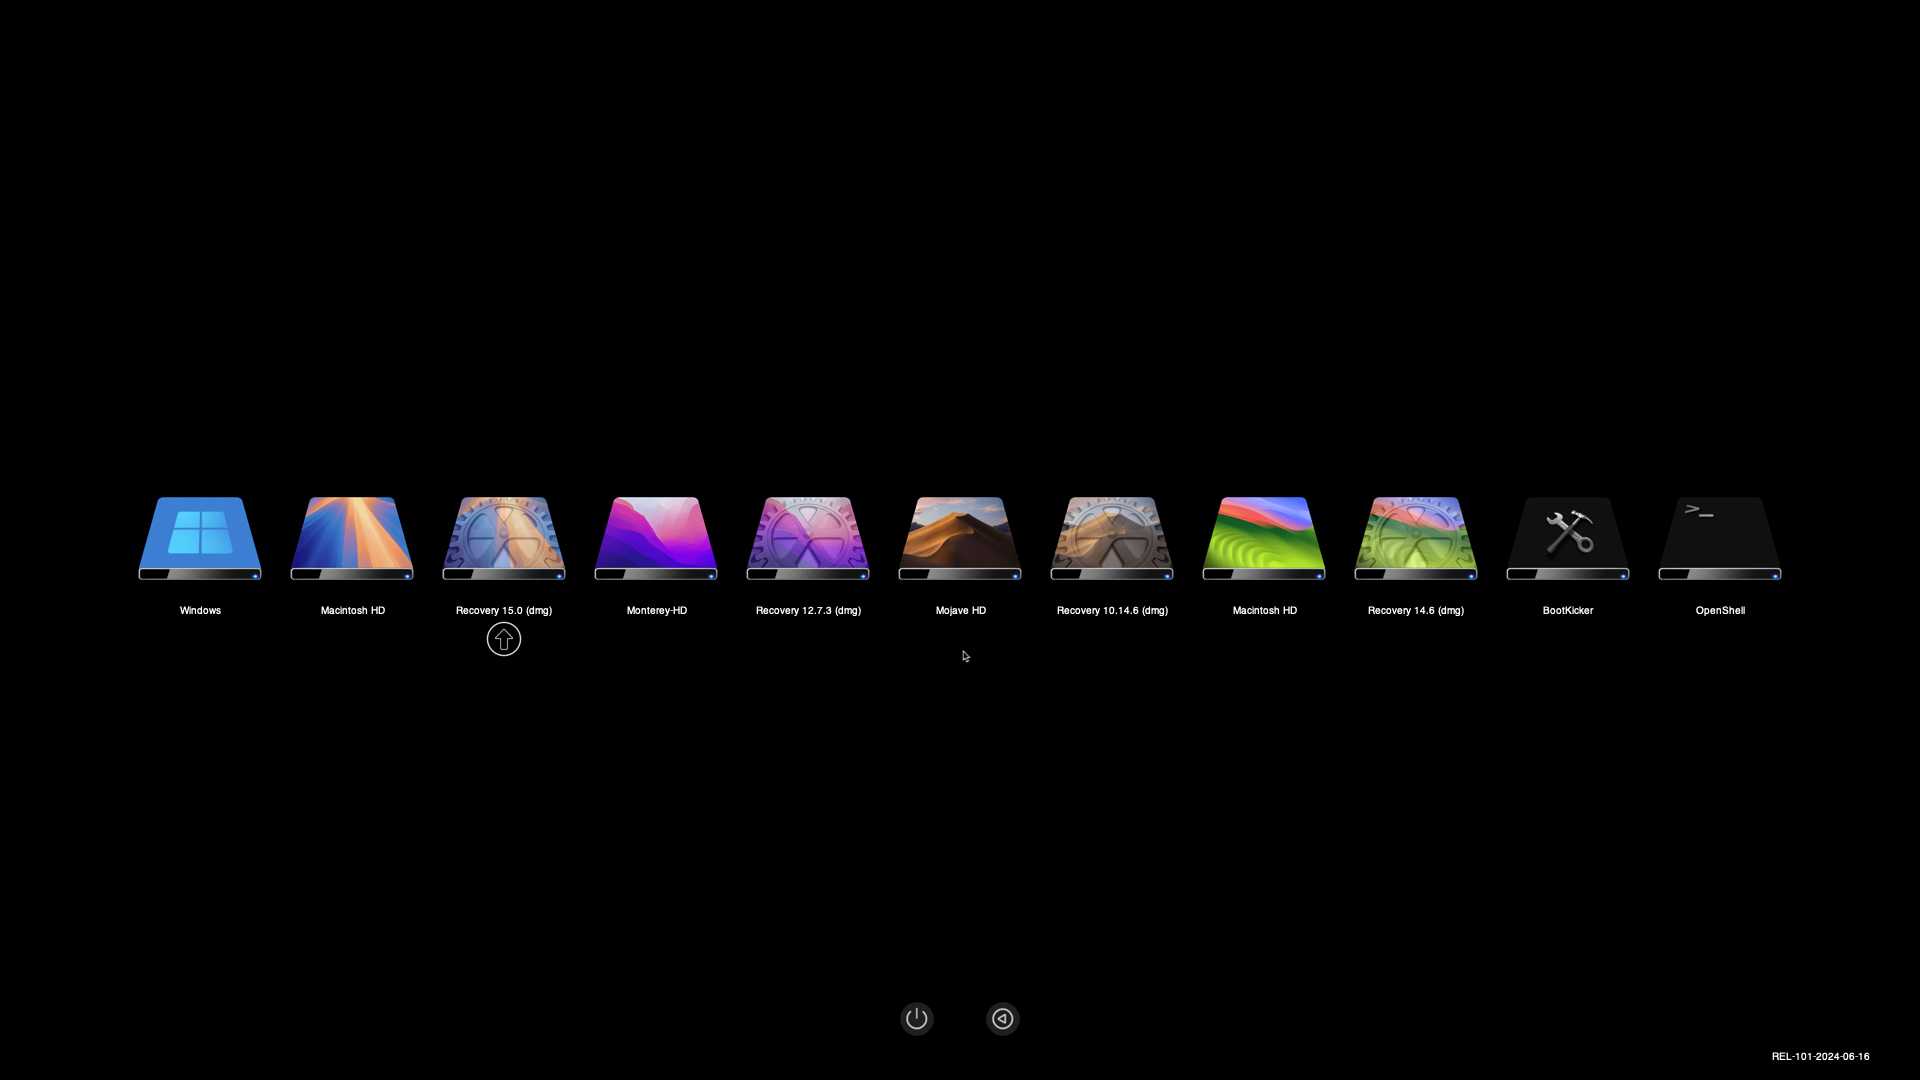 Windows
Macintosh HD
Recovery 15.0 (dmg)
Monterey-HD
Recovery 12.7.3 (dmg)
Mojave HD
Recovery 10.14.6 (dmg)
Macintosh HD
Recovery 14.6 (dmg)
BootKicker
OpenShell
REL-101-2024-06-16